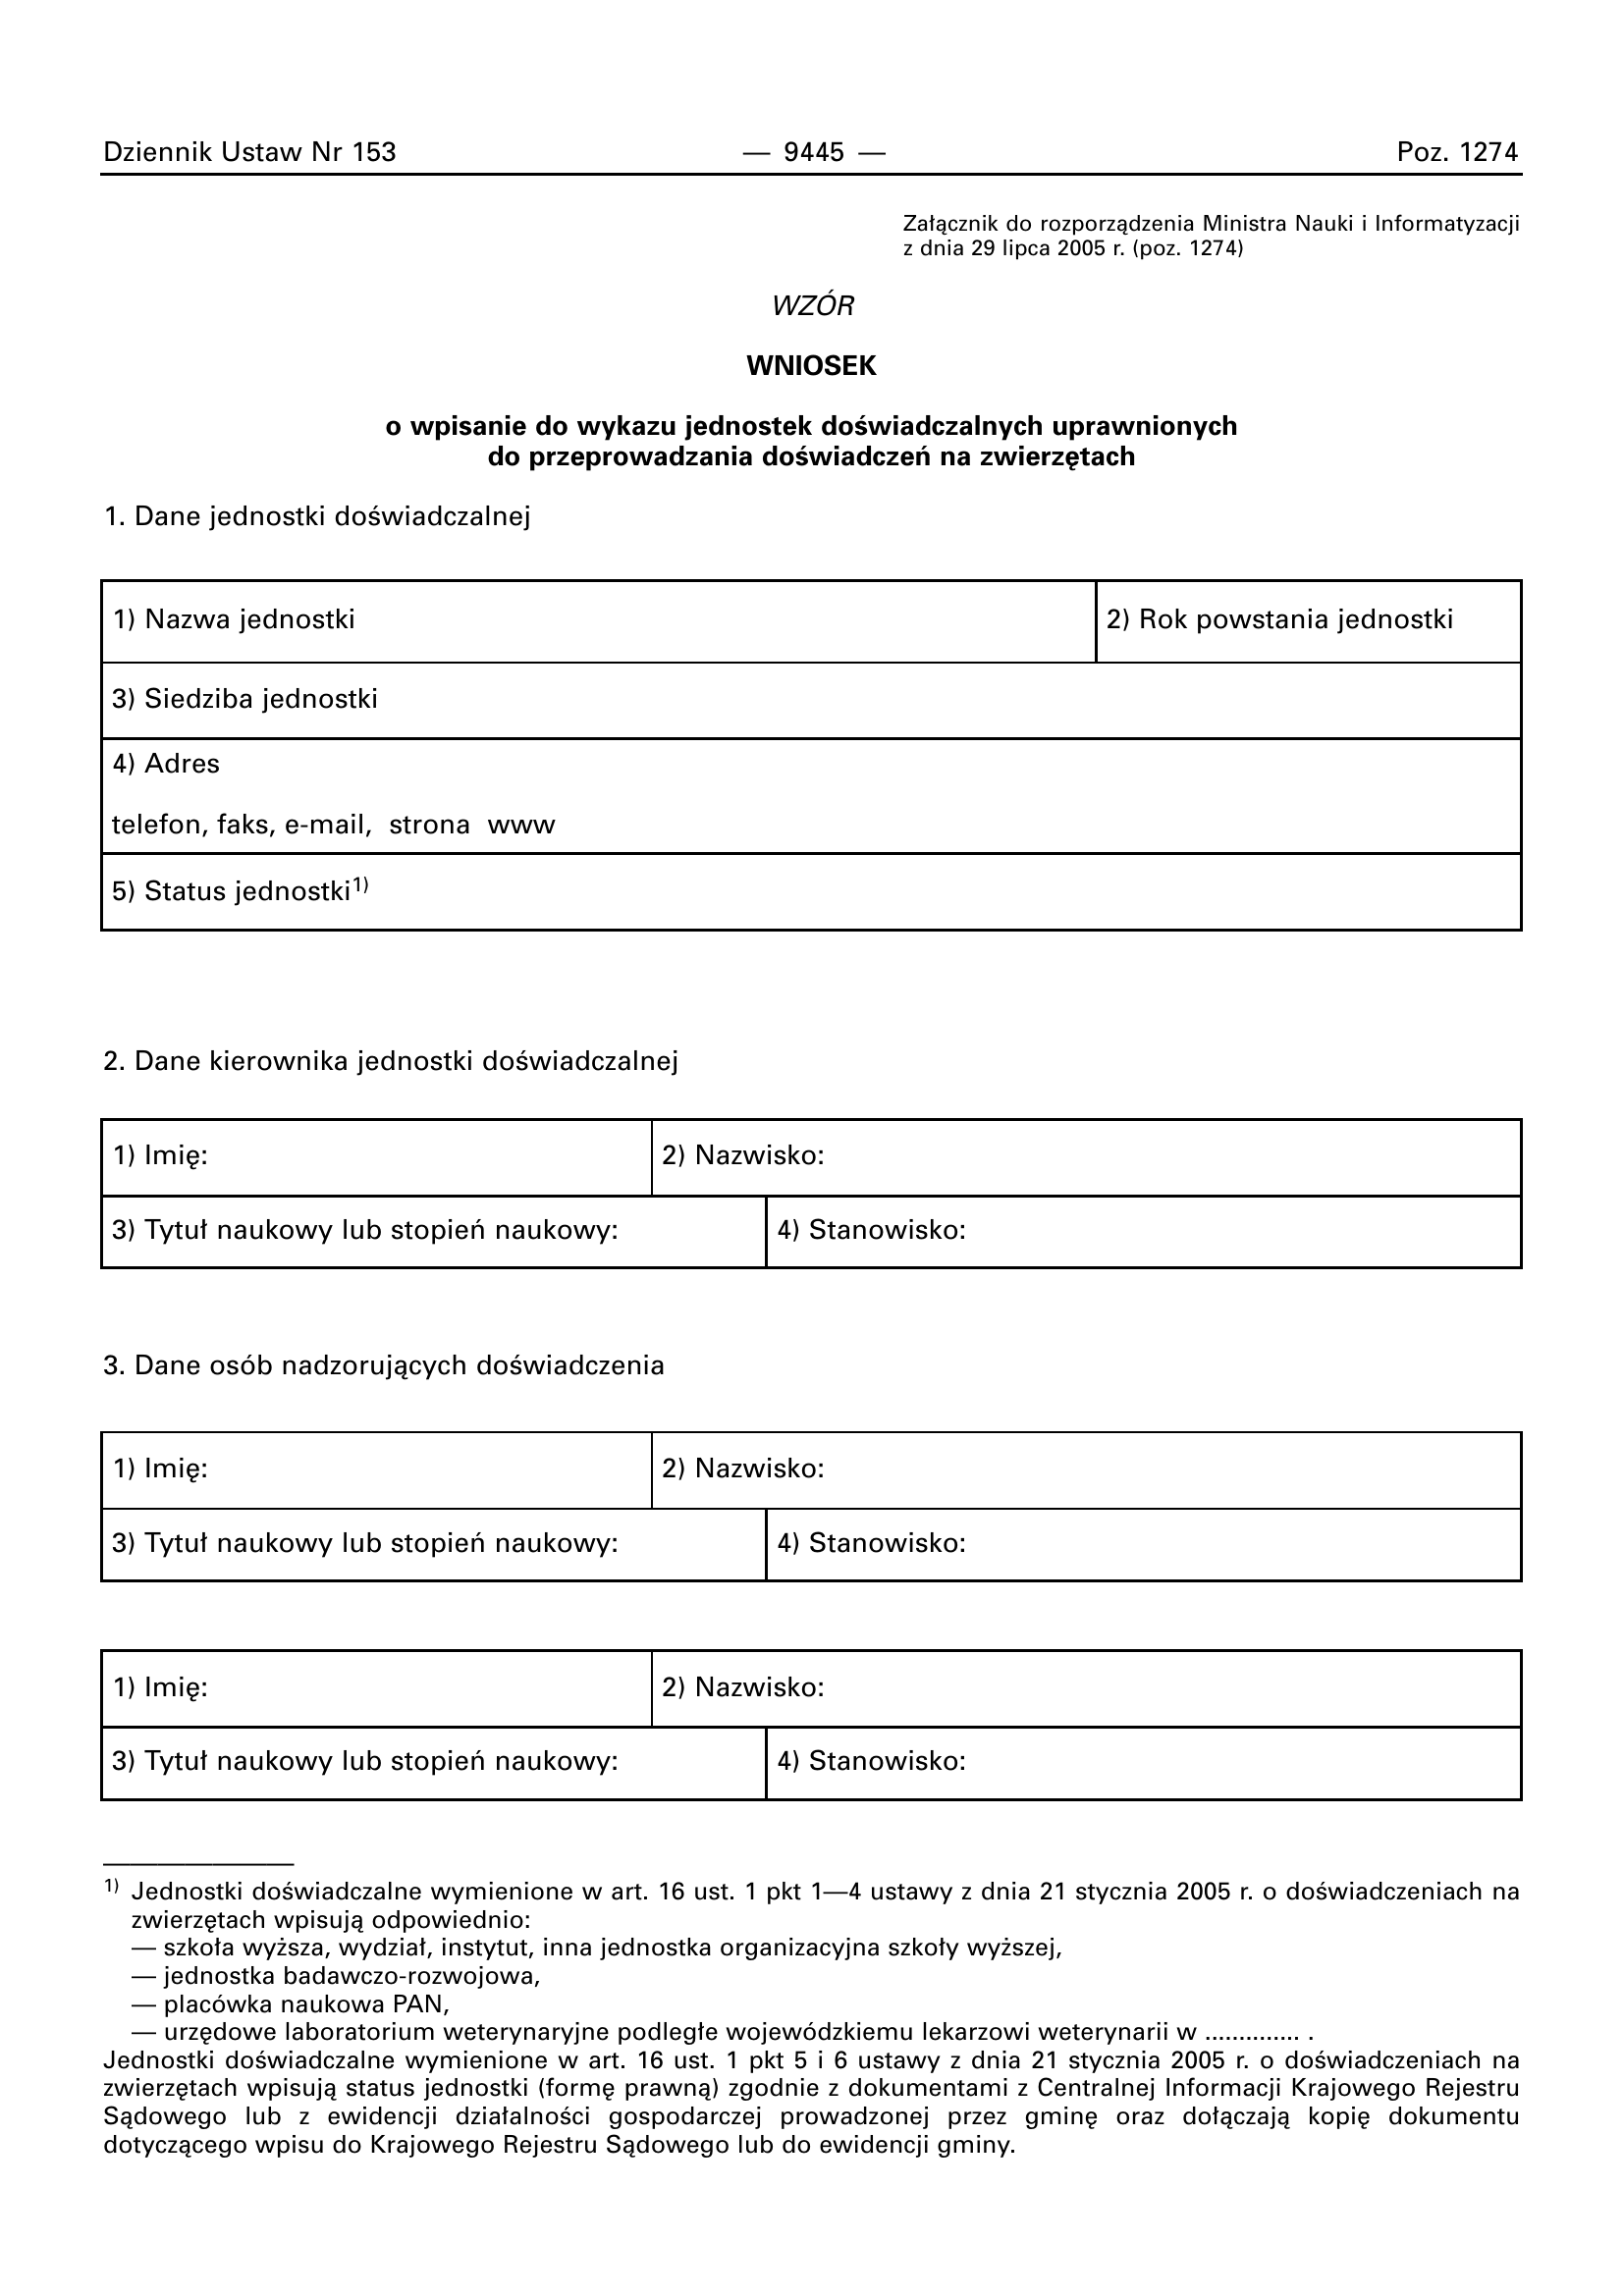 Dziennik Ustaw Nr 153 — 9445 — Poz. 1274
Załącznik do rozporządzenia Ministra Nauki i Informatyzacji
z dnia 29 lipca 2005 r. (poz. 1274)
WZÓR
WNIOSEK
o wpisanie do wykazu jednostek doświadczalnych uprawnionych
do przeprowadzania doświadczeń na zwierzętach
1. Dane jednostki doświadczalnej
1) Nazwa jednostki 2) Rok powstania jednostki
3) Siedziba jednostki
4) Adres
telefon, faks, e-mail, strona www
5) Status jednostki1)
2. Dane kierownika jednostki doświadczalnej
1) Imię: 2) Nazwisko:
3) Tytuł naukowy lub stopień naukowy: 4) Stanowisko:
3. Dane osób nadzorujących doświadczenia
1) Imię: 2) Nazwisko:
3) Tytuł naukowy lub stopień naukowy: 4) Stanowisko:
1) Imię: 2) Nazwisko:
3) Tytuł naukowy lub stopień naukowy: 4) Stanowisko:
1) Jednostki doświadczalne wymienione w art. 16 ust. 1 pkt 1—4 ustawy z dnia 21 stycznia 2005 r. o doświadczeniach na
zwierzętach wpisują odpowiednio:
— szkoła wyższa, wydział, instytut, inna jednostka organizacyjna szkoły wyższej,
— jednostka badawczo-rozwojowa,
— placówka naukowa PAN,
— urzędowe laboratorium weterynaryjne podległe wojewódzkiemu lekarzowi weterynarii w .............. .
Jednostki doświadczalne wymienione w art. 16 ust. 1 pkt 5 i 6 ustawy z dnia 21 stycznia 2005 r. o doświadczeniach na
zwierzętach wpisują status jednostki (formę prawną) zgodnie z dokumentami z Centralnej Informacji Krajowego Rejestru
Sądowego lub z ewidencji działalności gospodarczej prowadzonej przez gminę oraz dołączają kopię dokumentu
dotyczącego wpisu do Krajowego Rejestru Sądowego lub do ewidencji gminy.